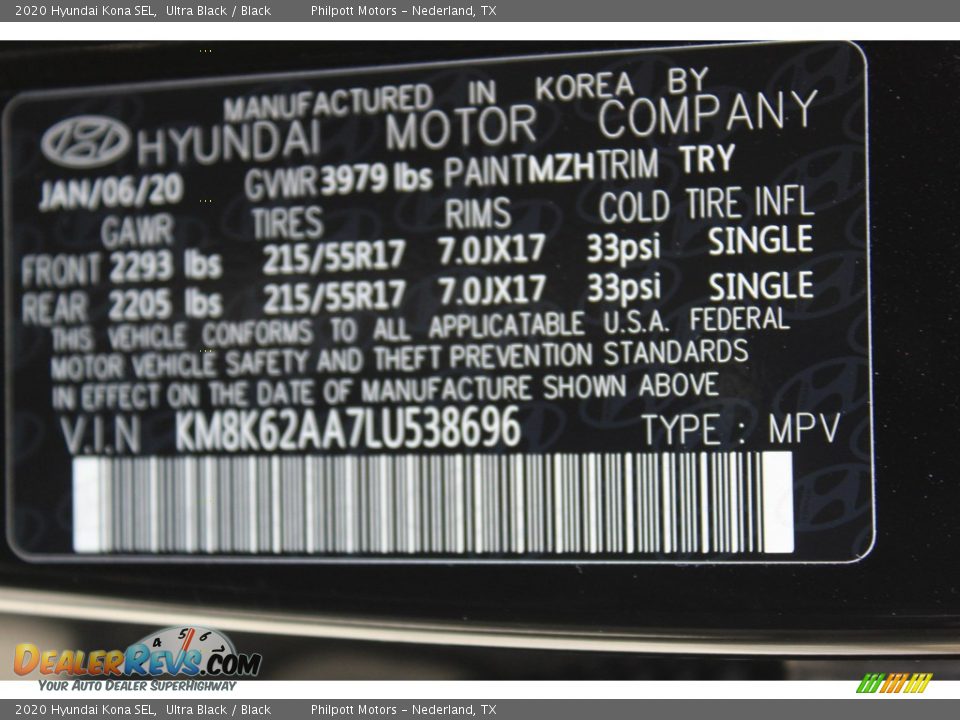 2020 Hyundai Kona SEL, Ultra Black / Black Philpott Motors - Nederland, TX
MANUFACTURED IN KOREA BY
HYUNDAI MOTOR COMPANY
JAN/06/20 GVWR 3979 lbs PAINT MZH TRIM TRY
GAWR TIRES RIMS COLD TIRE INFL
FRONT 2293 lbs 215/55R17 7.0JX17 33psi SINGLE
REAR 2205 lbs 215/55R17 7.0JX17 33psi SINGLE
THIS VEHICLE CONFORMS TO ALL APPLICATABLE U.S.A. FEDERAL
MOTOR VEHICLE SAFETY AND THEFT PREVENTION STANDARDS
IN EFFECT ON THE DATE OF MANUFACTURE SHOWN ABOVE
V.I.N KM8K62AA7LU538696 TYPE : MPV
4 5 6
DEALERREVS.COM
YOUR AUTO DEALER SUPERHIGHWAY
2020 Hyundai Kona SEL, Ultra Black / Black Philpott Motors - Nederland, TX